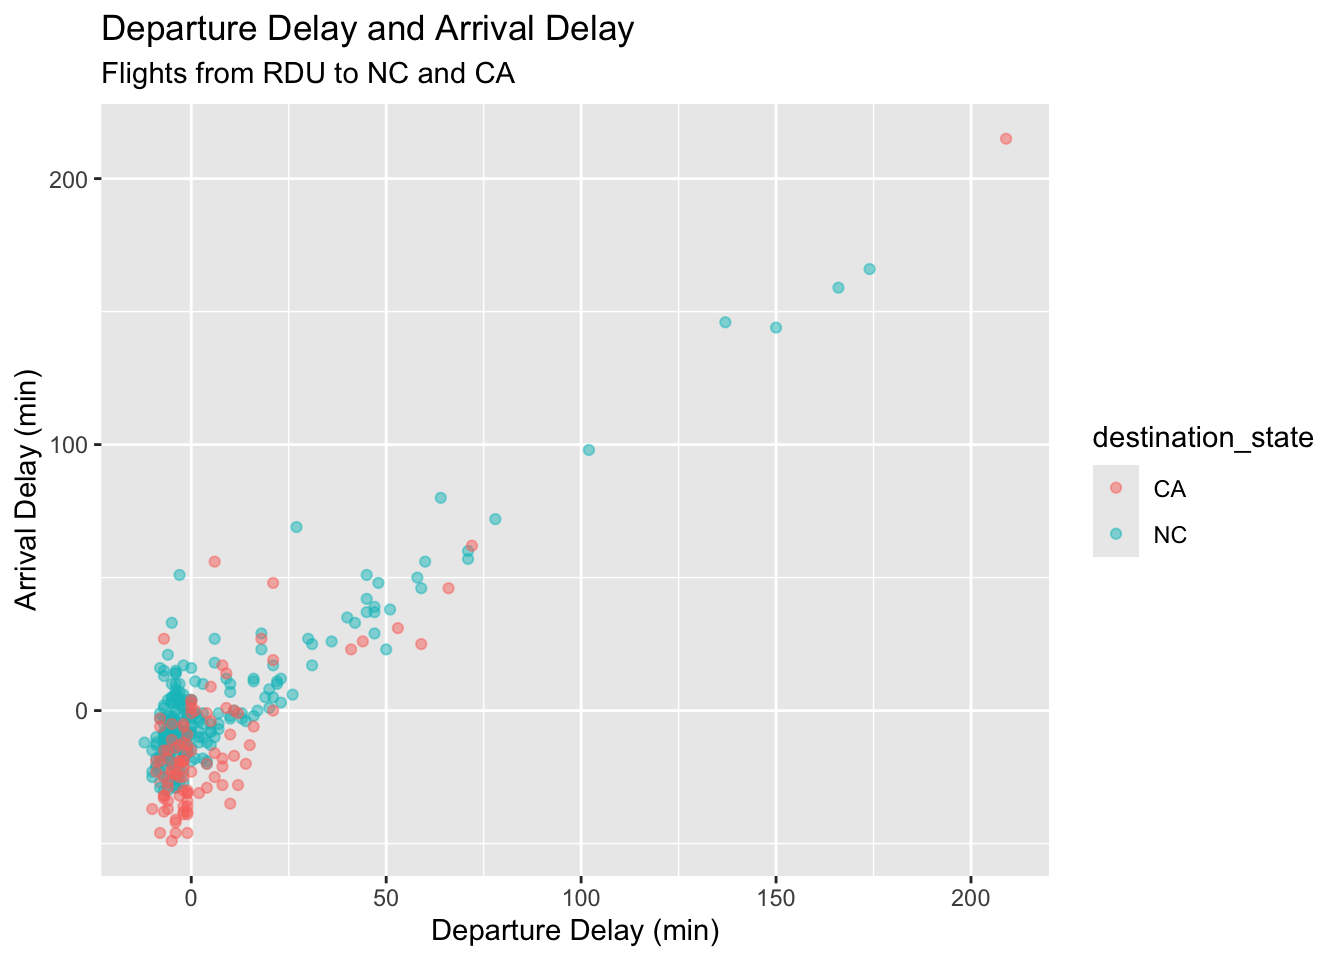 Departure Delay and Arrival Delay
Flights from RDU to NC and CA
200
100
0
Arrival Delay (min)
0 50 100 150 200
Departure Delay (min)
destination_state
CA
NC